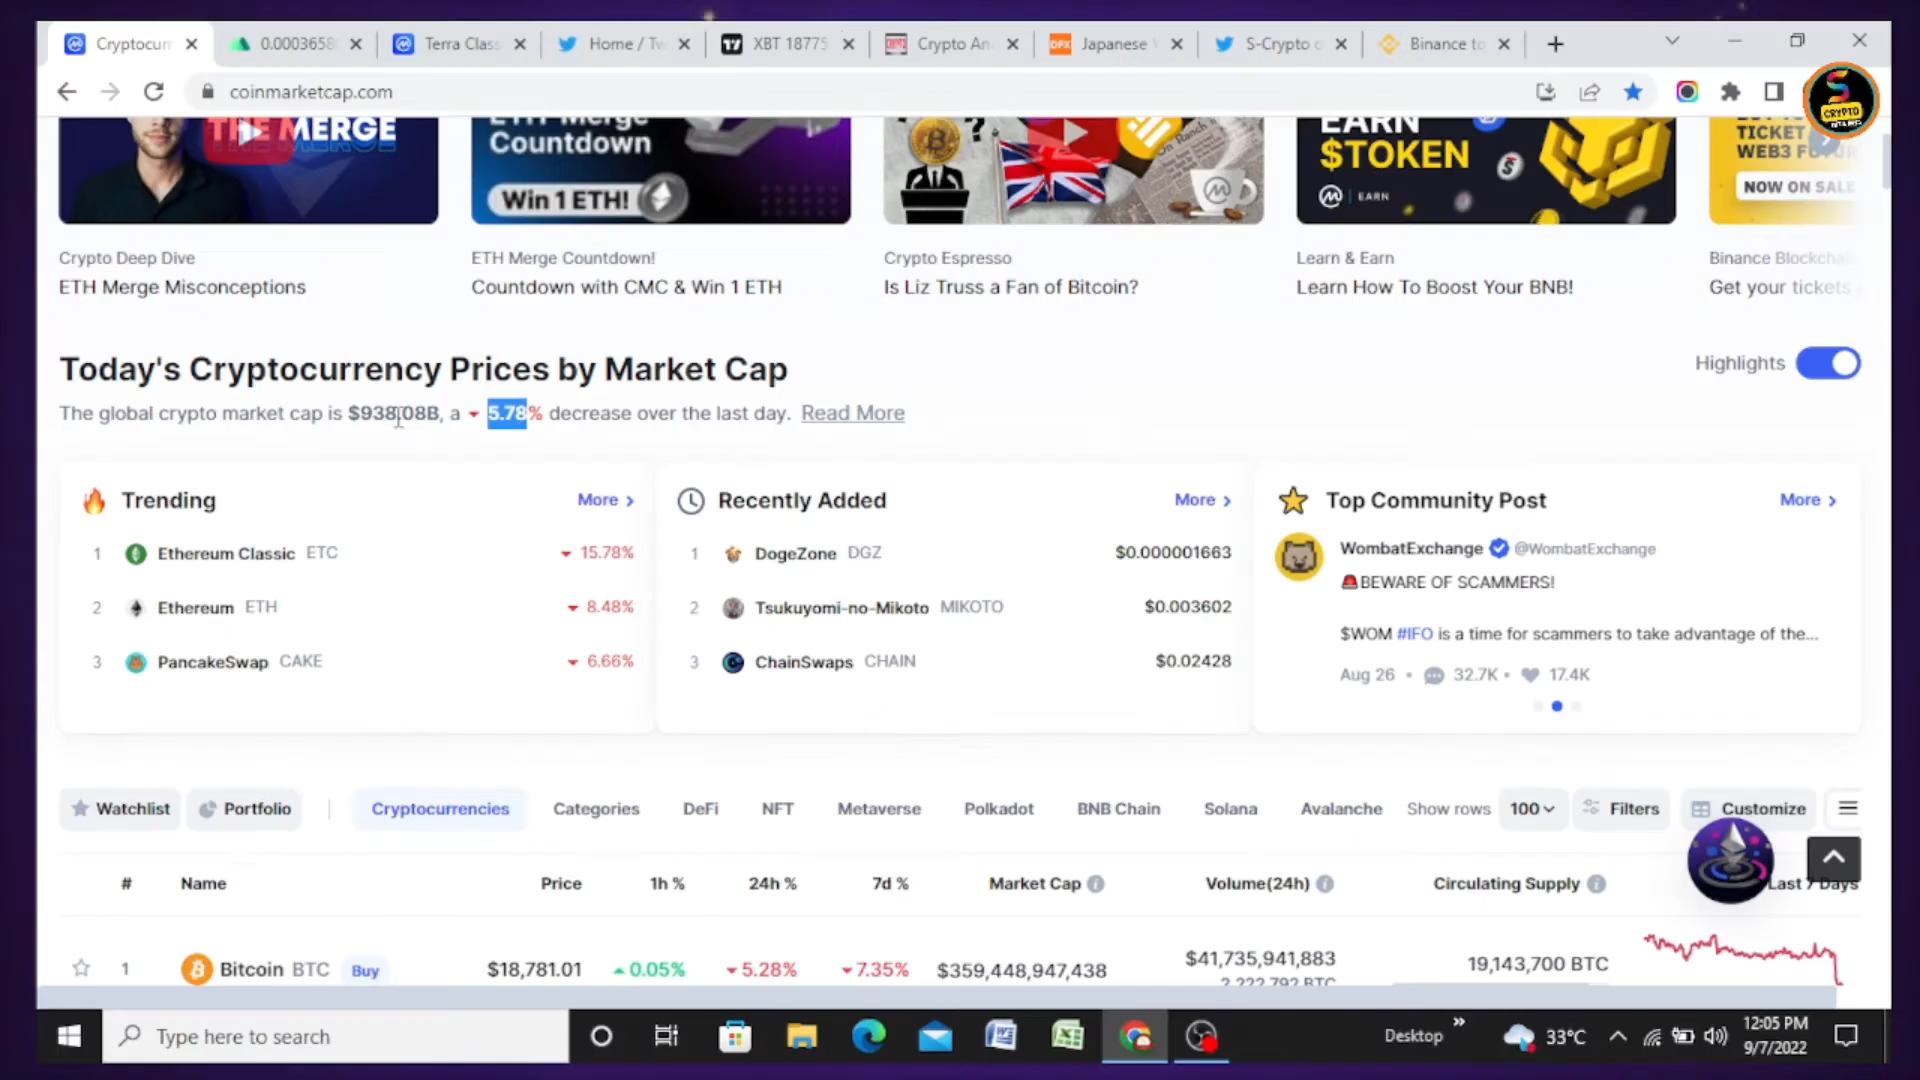 Cryptocurr
0.0003658
Terra Class
Home / Tw
XBT 18775
Crypto An
Japanese
S-Crypto
Binance to
coinmarketcap.com
S
CRYPTO
THE MERGE
ETH Merge
Countdown
Win 1 ETH!
EARN
$TOKEN
EARN
TICKET
WEB3 FU
NOW ON SALE
Crypto Deep Dive
ETH Merge Misconceptions
ETH Merge Countdown!
Countdown with CMC & Win 1 ETH
Crypto Espresso
Is Liz Truss a Fan of Bitcoin?
Learn & Earn
Learn How To Boost Your BNB!
Binance Blockcha
Get your tickets
Today's Cryptocurrency Prices by Market Cap
Highlights
The global crypto market cap is $938.08B, a 5.78% decrease over the last day. Read More
Trending
More
1 Ethereum Classic ETC 15.78%
2 Ethereum ETH 8.48%
3 PancakeSwap CAKE 6.66%
Recently Added
More
1 DogeZone DGZ $0.000001663
2 Tsukuyomi-no-Mikoto MIKOTO $0.003602
3 ChainSwaps CHAIN $0.02428
Top Community Post
More
WombatExchange @WombatExchange
🚨BEWARE OF SCAMMERS!
$WOM #IFO is a time for scammers to take advantage of the...
Aug 26 • 32.7K • 17.4K
Watchlist Portfolio Cryptocurrencies Categories DeFi NFT Metaverse Polkadot BNB Chain Solana Avalanche Show rows 100 Filters Customize
# Name Price 1h % 24h % 7d % Market Cap Volume(24h) Circulating Supply Last 7 Days
1 Bitcoin BTC Buy $18,781.01 0.05% 5.28% 7.35% $359,448,947,438 $41,735,941,883 19,143,700 BTC
2,222,792 BTC
Type here to search
Desktop
33°C
12:05 PM
9/7/2022